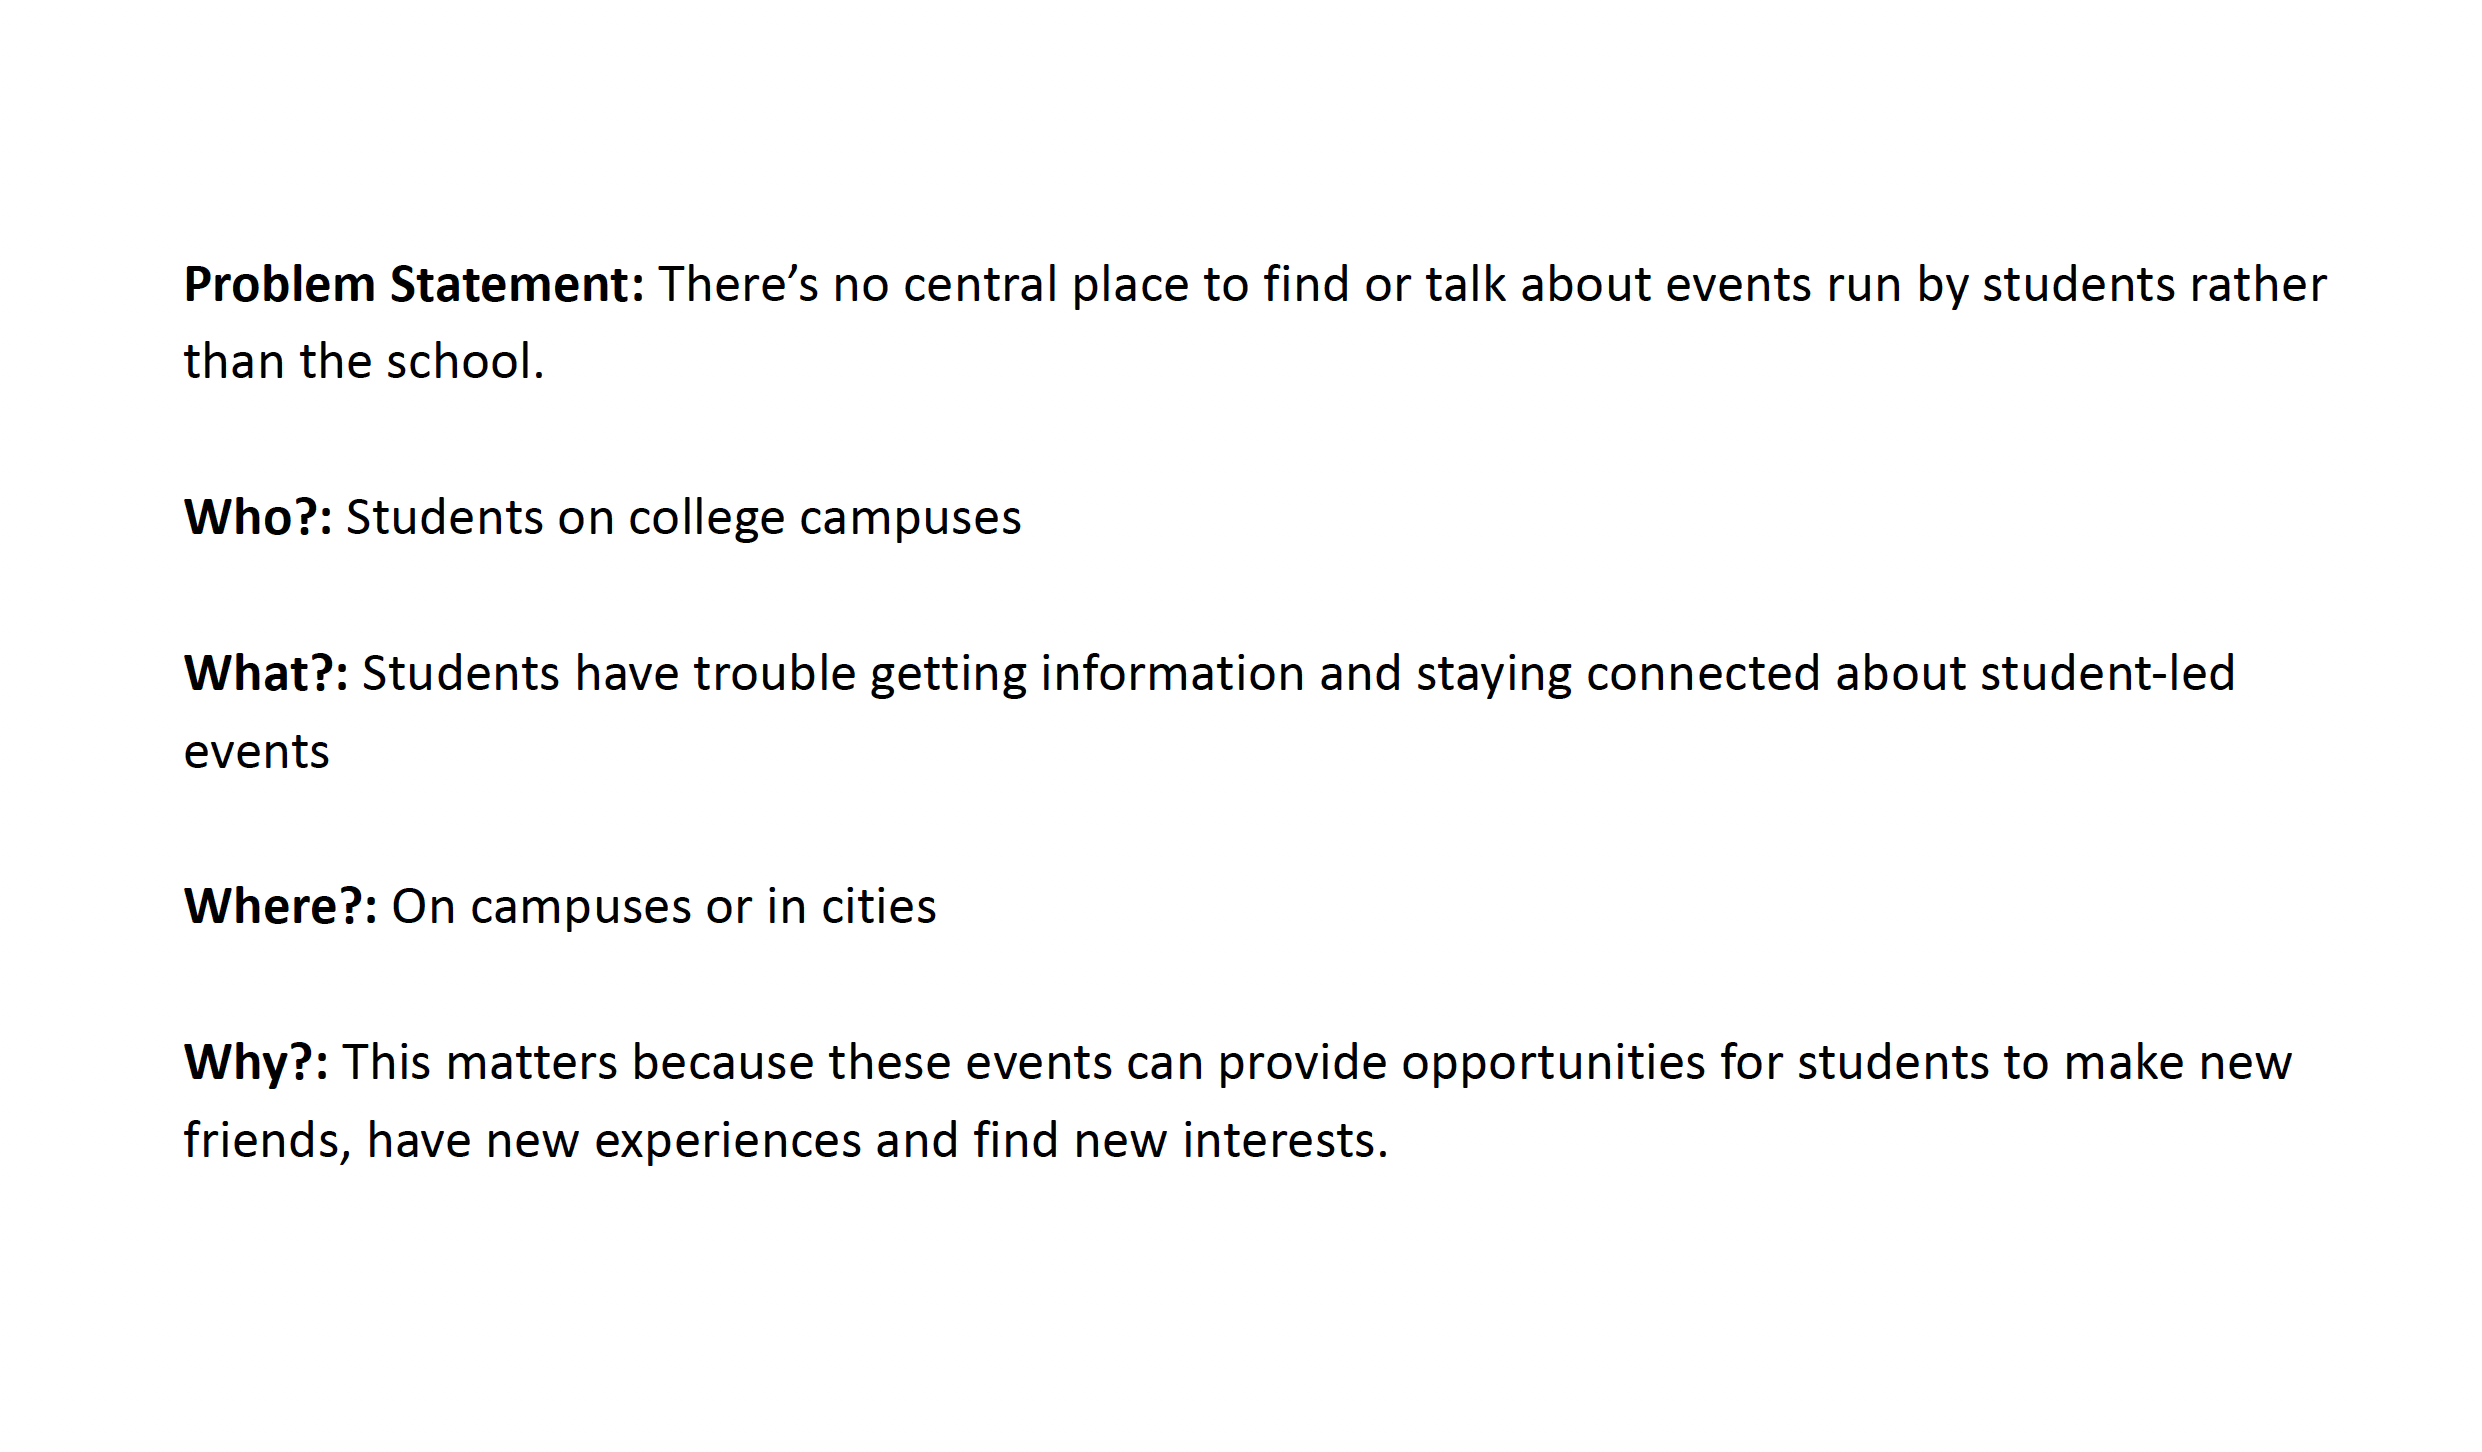 Problem Statement: There’s no central place to find or talk about events run by students rather
than the school.
Who?: Students on college campuses
What?: Students have trouble getting information and staying connected about student-led
events
Where?: On campuses or in cities
Why?: This matters because these events can provide opportunities for students to make new
friends, have new experiences and find new interests.